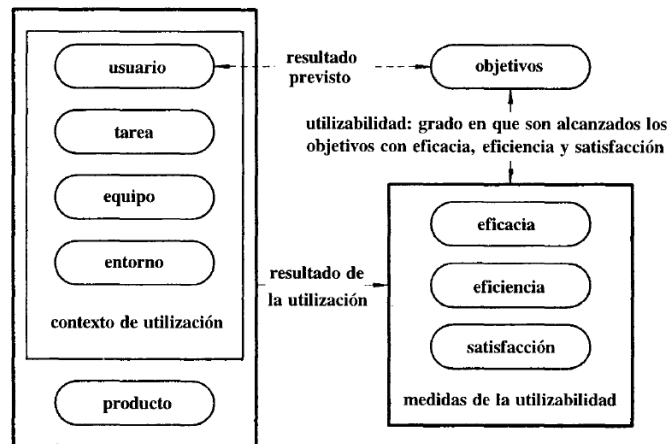 usuario
resultado
previsto
objetivos
tarea
utilizabilidad: grado en que son alcanzados los
objetivos con eficacia, eficiencia y satisfacción
equipo
eficacia
entorno
resultado de
la utilización
eficiencia
contexto de utilización
satisfacción
producto
medidas de la utilizabilidad